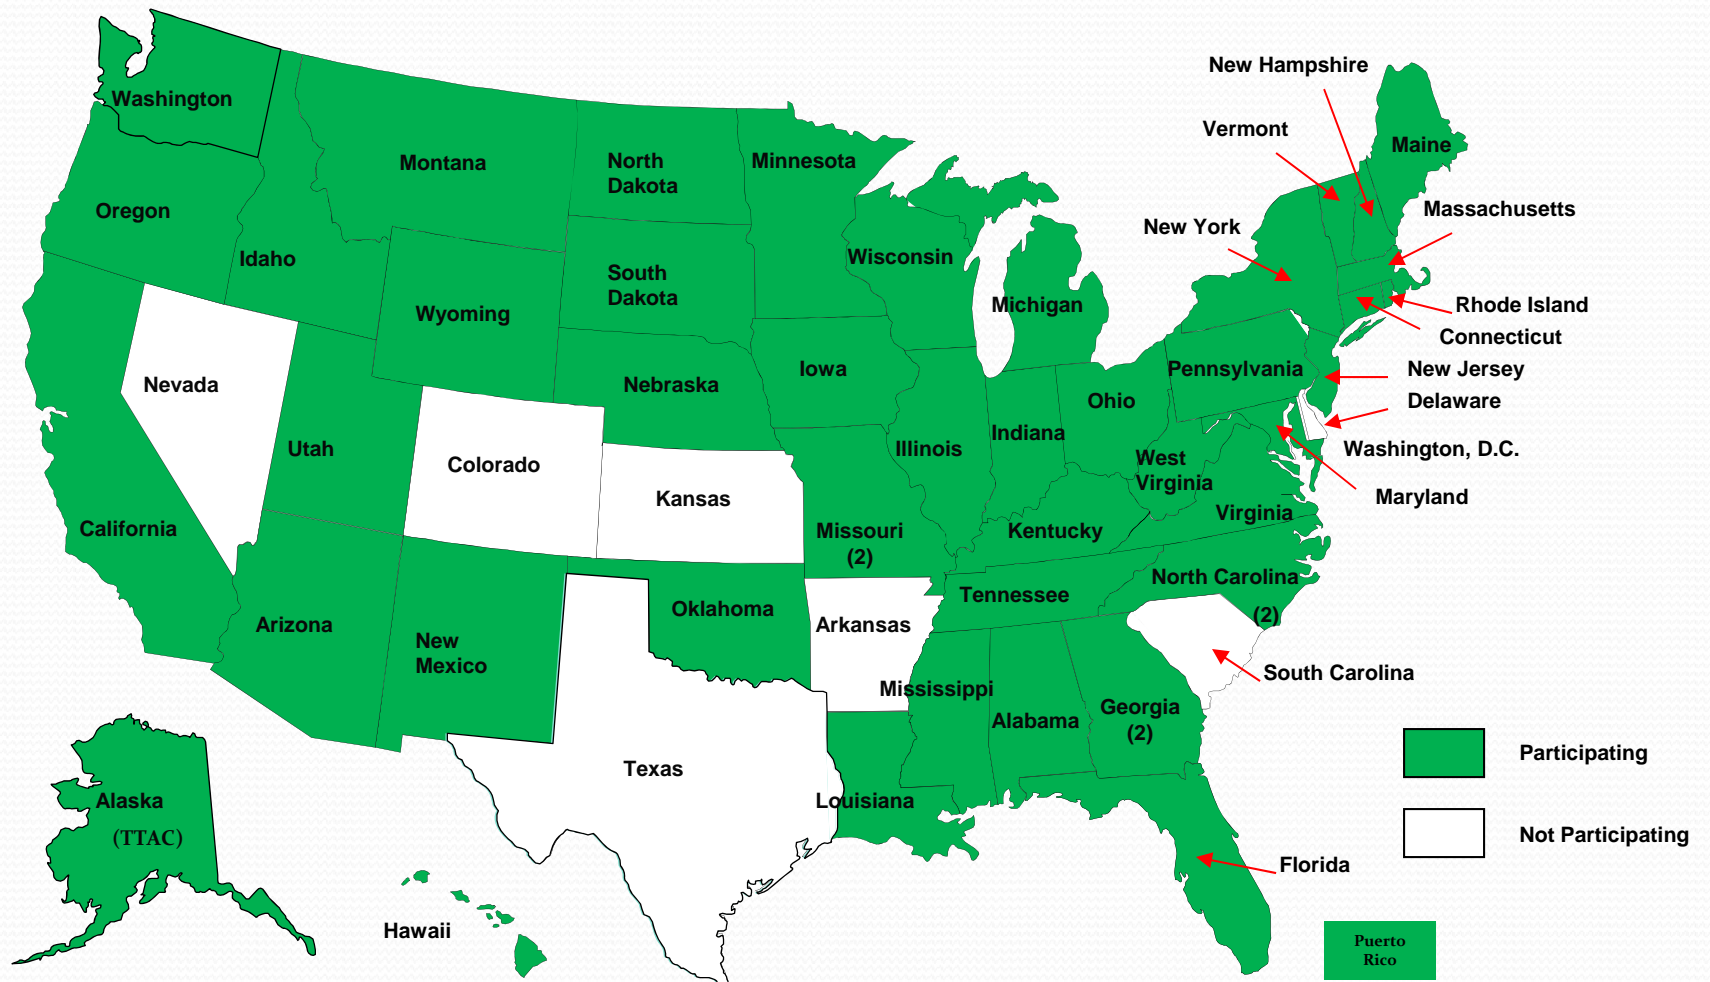 New Hampshire
Washington
Vermont
Maine
Montana
North
Dakota
Minnesota
Oregon
Massachusetts
New York
Idaho
Wisconsin
South
Dakota
Michigan
Wyoming
Rhode Island
Connecticut
Nevada
Nebraska
Iowa
Pennsylvania
New Jersey
Ohio
Delaware
Utah
Colorado
Illinois
Indiana
West
Virginia
Washington, D.C.
Kansas
Maryland
California
Missouri
(2)
Kentucky
Virginia
Arizona
New
Mexico
Oklahoma
Arkansas
Tennessee
North Carolina
(2)
South Carolina
Mississippi
Alabama
Georgia
(2)
Texas
Louisiana
Participating
Alaska
(TTAC)
Not Participating
Florida
Hawaii
Puerto
Rico